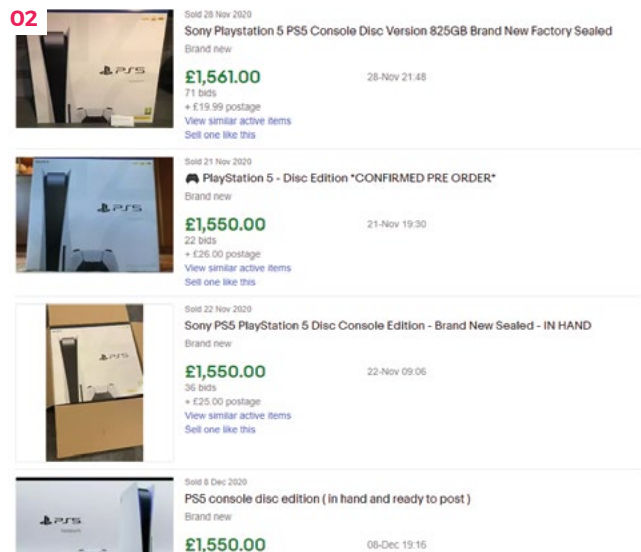 02
Sold 28 Nov 2020
Sony Playstation 5 PS5 Console Disc Version 825GB Brand New Factory Sealed
Brand new
£1,561.00
28-Nov 21:48
71 bids
+ £19.99 postage
View similar active items
Sell one like this
PS5
Sold 21 Nov 2020
🎮 PlayStation 5 - Disc Edition *CONFIRMED PRE ORDER*
Brand new
£1,550.00
21-Nov 19:30
22 bids
+ £26.00 postage
View similar active items
Sell one like this
PS5
Sold 22 Nov 2020
Sony PS5 PlayStation 5 Disc Console Edition - Brand New Sealed - IN HAND
Brand new
£1,550.00
22-Nov 09:06
36 bids
+ £25.00 postage
View similar active items
Sell one like this
PS5
Sold 8 Dec 2020
PS5 console disc edition ( in hand and ready to post )
Brand new
£1,550.00
08-Dec 19:16
PS5